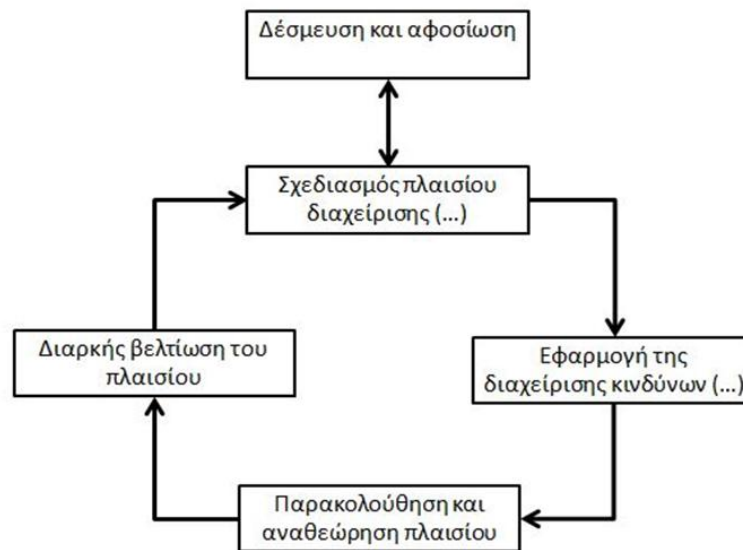 Δέσμευση και αφοσίωση
Σχεδιασμός πλαισίου
διαχείρισης (...)
Διαρκής βελτίωση του
πλαισίου
Εφαρμογή της
διαχείρισης κινδύνων (...)
Παρακολούθηση και
αναθεώρηση πλαισίου